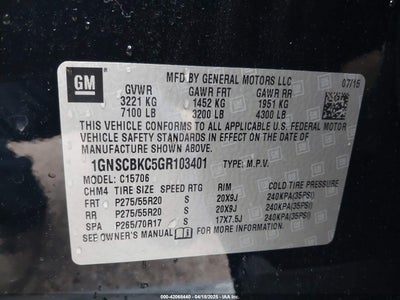 GM
MFD BY GENERAL MOTORS LLC
07/15
GVWR GAWR FRT GAWR RR
3221 KG 1452 KG 1951 KG
7100 LB 3200 LB 4300 LB
THIS VEHICLE CONFORMS TO ALL APPLICABLE U.S. FEDERAL
MOTOR VEHICLE SAFETY STANDARDS IN EFFECT ON THE DATE OF
MANUFACTURE SHOWN ABOVE.
1GNSCBKC5GR103401 TYPE: M.P.V.
MODEL: C15706
CHM4 TIRE SIZE SPEED RTG RIM COLD TIRE PRESSURE
FRT P275/55R20 S 20X9J 240KPA(35PSI)
RR P275/55R20 S 20X9J 240KPA(35PSI)
SPA P265/70R17 S 17X7.5J 240KPA(35PSI)
SEE OWNER'S MANUAL FOR ADDITIONAL INFORMATION.